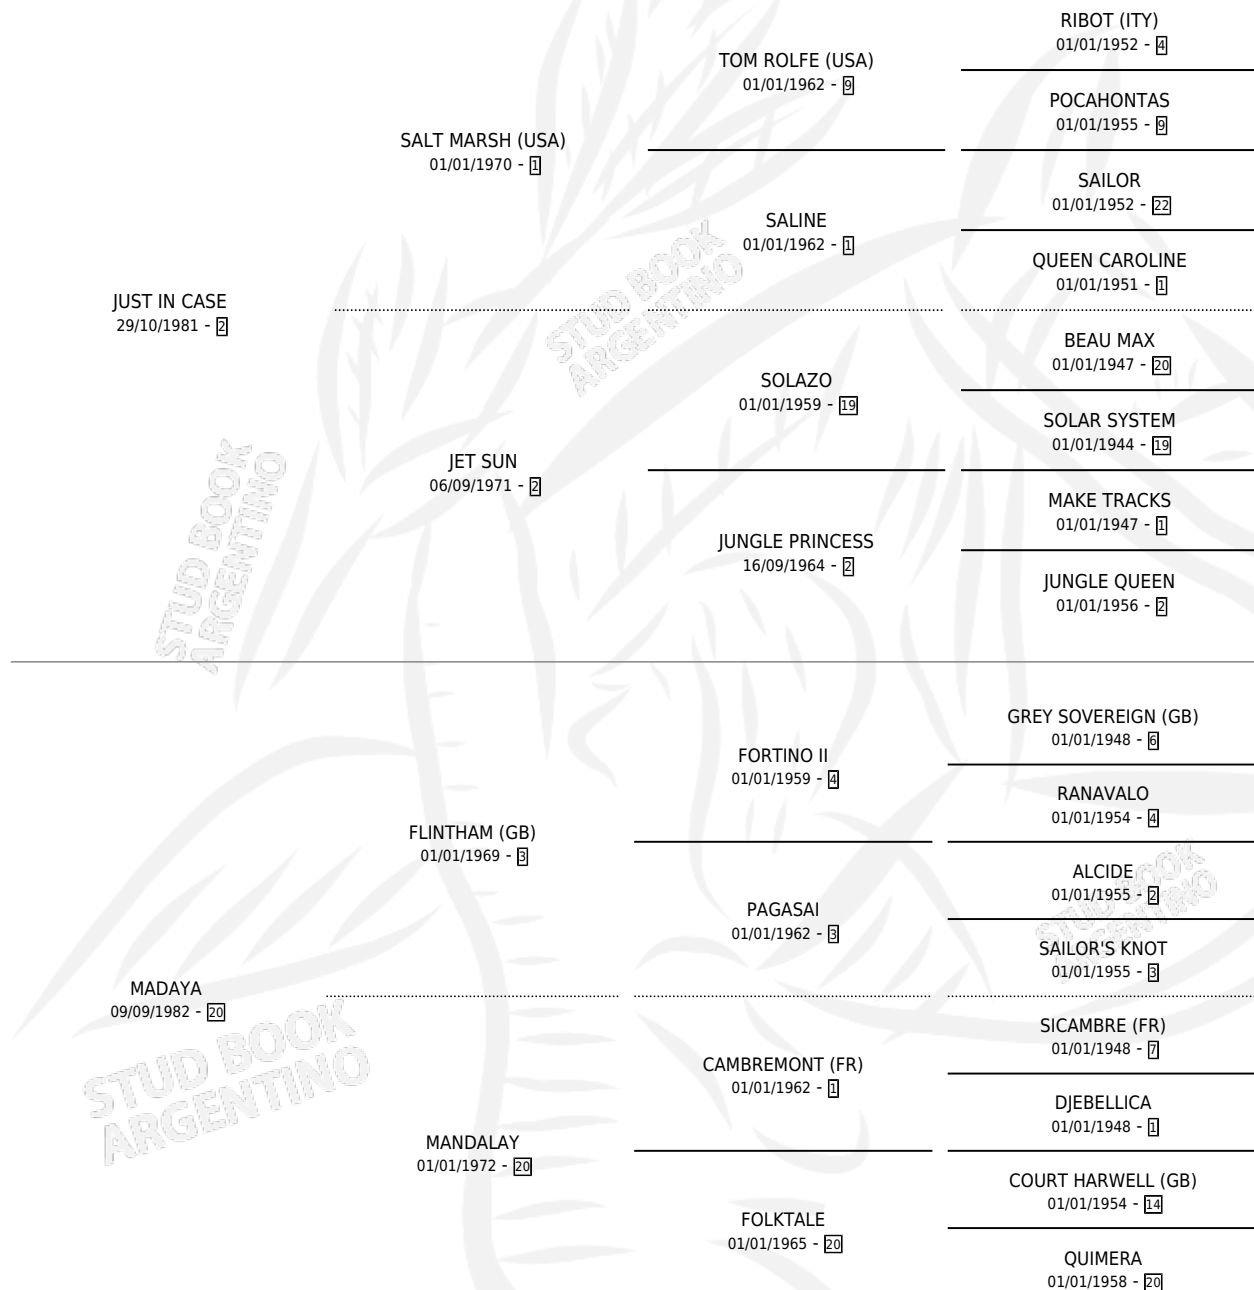 RIBOT (ITY)
01/01/1952 - 4
TOM ROLFE (USA)
01/01/1962 - 9
POCAHONTAS
01/01/1955 - 9
SALT MARSH (USA)
01/01/1970 - 1
SAILOR
01/01/1952 - 22
SALINE
01/01/1962 - 1
QUEEN CAROLINE
01/01/1951 - 1
JUST IN CASE
29/10/1981 - 2
BEAU MAX
01/01/1947 - 20
SOLAZO
01/01/1959 - 19
SOLAR SYSTEM
01/01/1944 - 19
JET SUN
06/09/1971 - 2
MAKE TRACKS
01/01/1947 - 1
JUNGLE PRINCESS
16/09/1964 - 2
JUNGLE QUEEN
01/01/1956 - 2
GREY SOVEREIGN (GB)
01/01/1948 - 6
FORTINO II
01/01/1959 - 4
RANAVALO
01/01/1954 - 4
FLINTHAM (GB)
01/01/1969 - 3
ALCIDE
01/01/1955 - 2
PAGASAI
01/01/1962 - 3
SAILOR'S KNOT
01/01/1955 - 3
MADAYA
09/09/1982 - 20
SICAMBRE (FR)
01/01/1948 - 7
CAMBREMONT (FR)
01/01/1962 - 1
DJEBELLICA
01/01/1948 - 1
MANDALAY
01/01/1972 - 20
COURT HARWELL (GB)
01/01/1954 - 14
FOLKTALE
01/01/1965 - 20
QUIMERA
01/01/1958 - 20
STUD BOOK
ARGENTINO
STUD BOOK
ARGENTINO
STUD BOOK
ARGENTINO
STUD BOOK
ARGENTINO